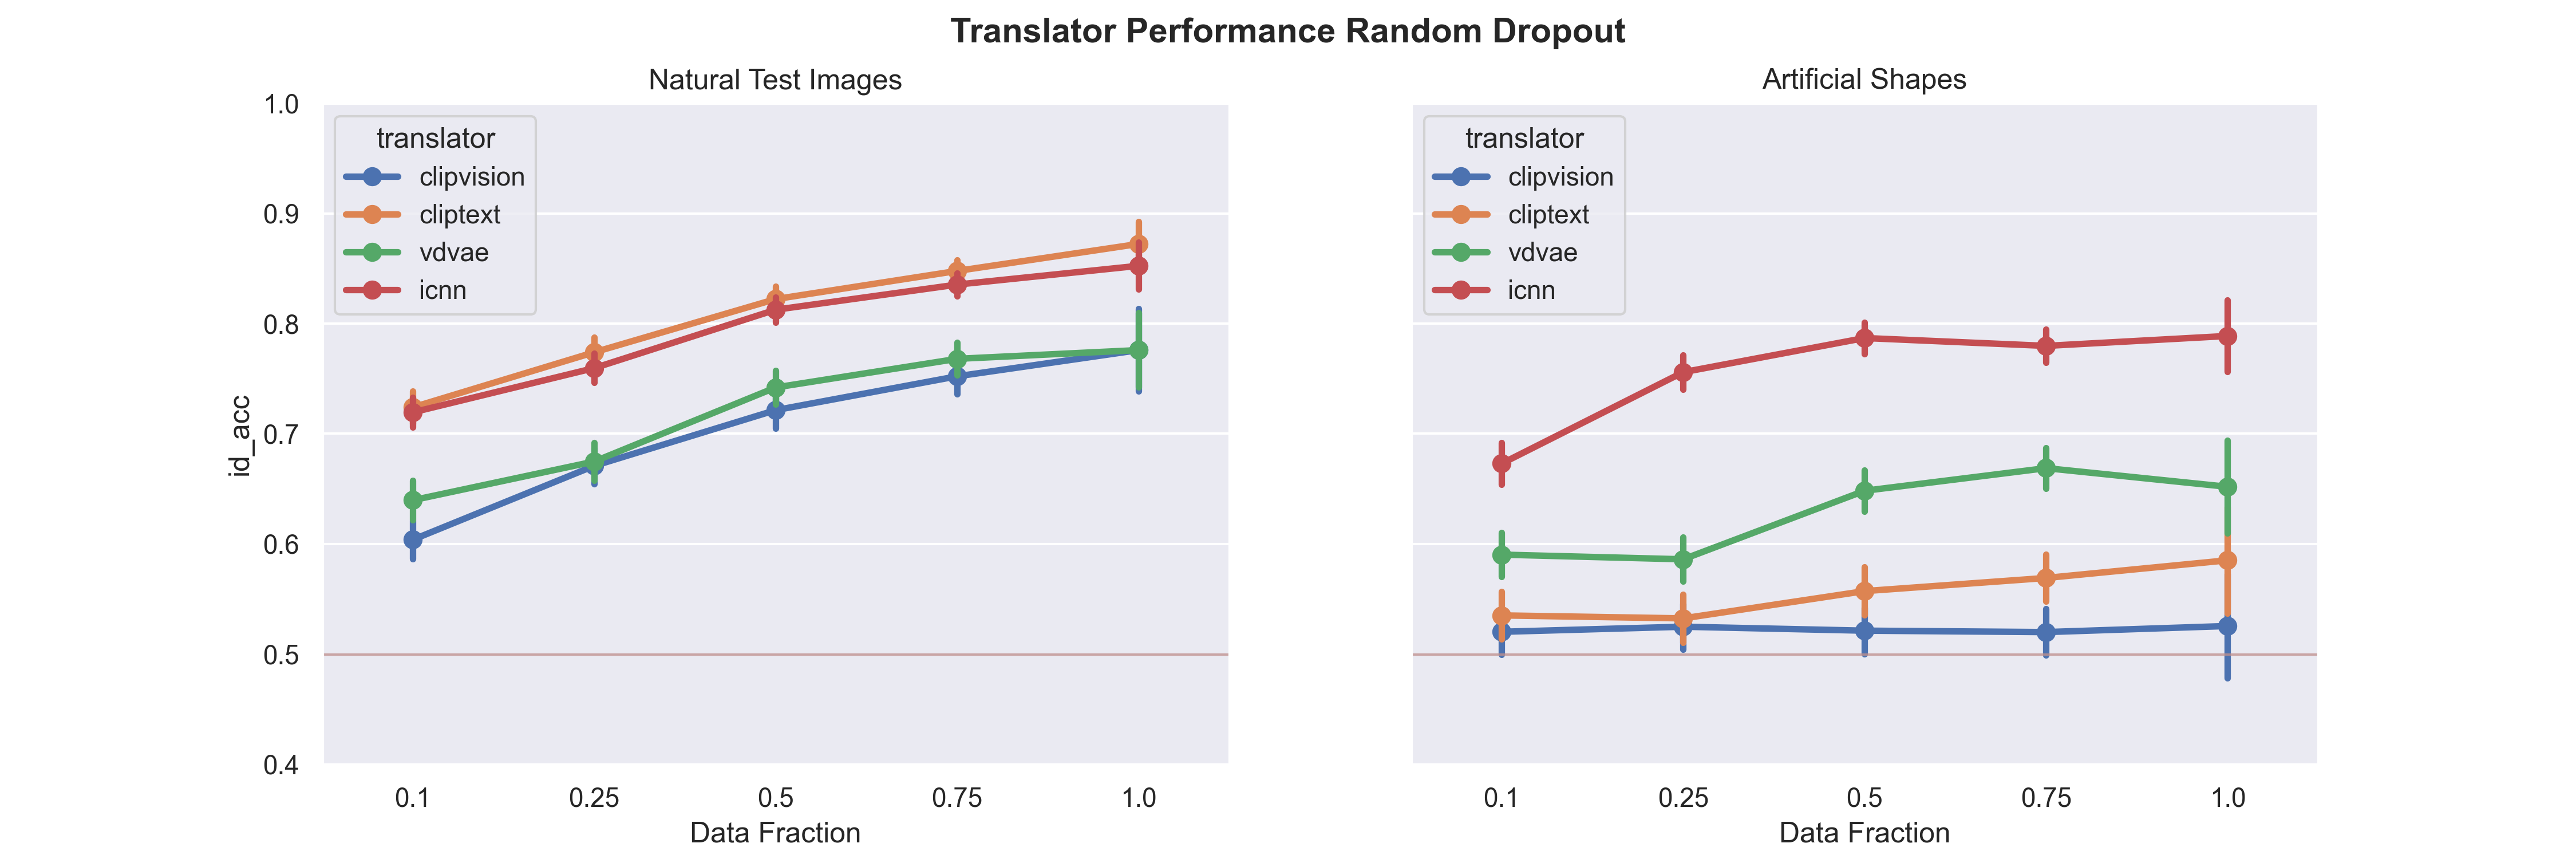 Translator Performance Random Dropout
Natural Test Images
1.0
0.9
0.8
0.7
0.6
0.5
0.4
id_acc
translator
clipvision
cliptext
vdvae
icnn
0.1 0.25 0.5 0.75 1.0
Data Fraction
Artificial Shapes
translator
clipvision
cliptext
vdvae
icnn
0.1 0.25 0.5 0.75 1.0
Data Fraction